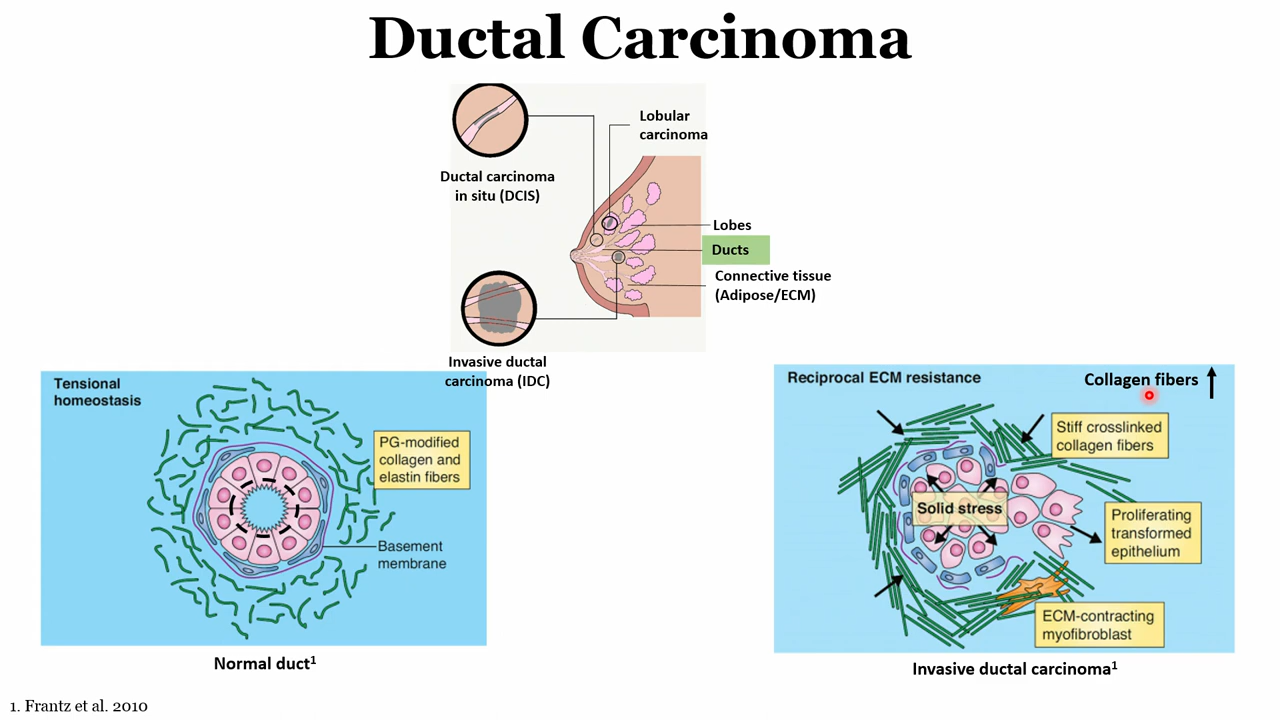 Ductal Carcinoma
Lobular
carcinoma
Ductal carcinoma
in situ (DCIS)
Lobes
Ducts
Connective tissue
(Adipose/ECM)
Invasive ductal
carcinoma (IDC)
Tensional
homeostasis
PG-modified
collagen and
elastin fibers
Basement
membrane
Normal duct¹
Reciprocal ECM resistance
Collagen fibers
Stiff crosslinked
collagen fibers
Solid stress
Proliferating
transformed
epithelium
ECM-contracting
myofibroblast
Invasive ductal carcinoma¹
1. Frantz et al. 2010